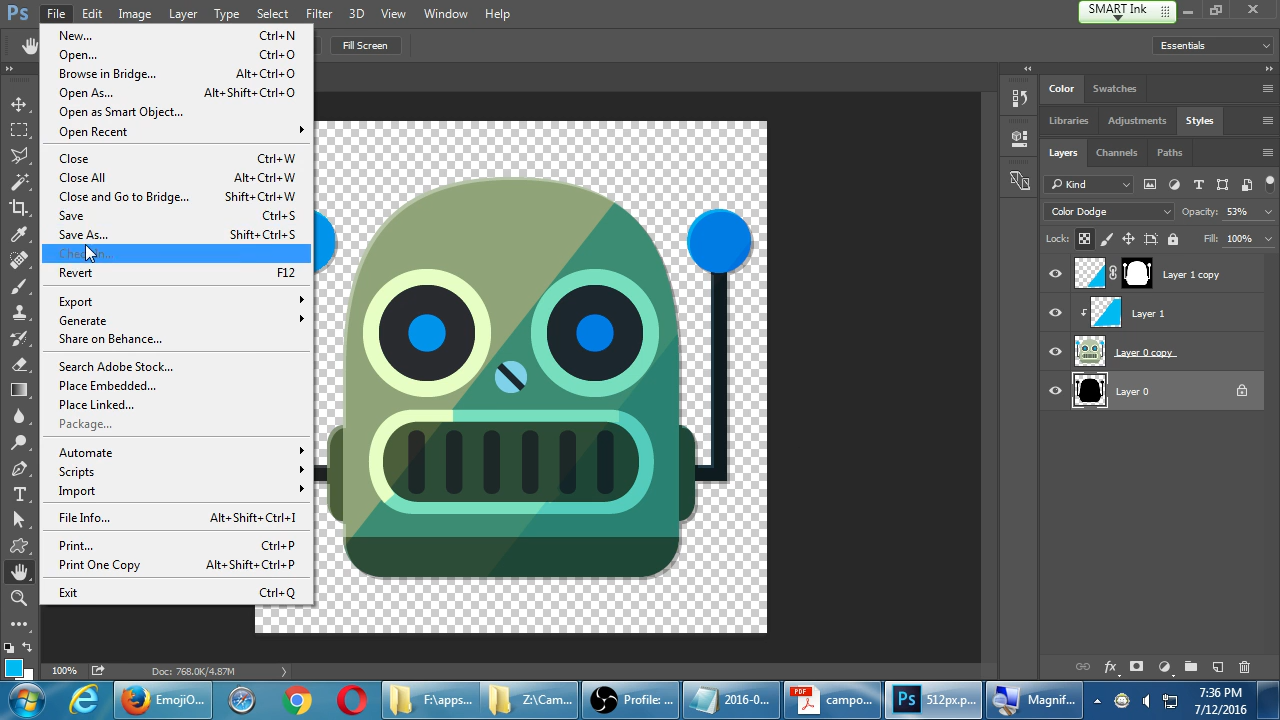 Ps File Edit Image Layer Type Select Filter 3D View Window Help
SMART Ink
Fill Screen
Essentials
New... Ctrl+N
Open... Ctrl+O
Browse in Bridge... Alt+Ctrl+O
Open As... Alt+Shift+Ctrl+O
Open as Smart Object...
Open Recent
Close Ctrl+W
Close All Alt+Ctrl+W
Close and Go to Bridge... Shift+Ctrl+W
Save Ctrl+S
Save As... Shift+Ctrl+S
Check In...
Revert F12
Export
Generate
Share on Behance...
Search Adobe Stock...
Place Embedded...
Place Linked...
Package...
Automate
Scripts
Import
File Info... Alt+Shift+Ctrl+I
Print... Ctrl+P
Print One Copy Alt+Shift+Ctrl+P
Exit Ctrl+Q
Color Swatches
Libraries Adjustments Styles
Layers Channels Paths
Kind
Color Dodge Opacity: 53%
Lock: Fill: 100%
Layer 1 copy
Layer 1
Layer 0 copy
Layer 0
100% Doc: 768.0K/4.87M
EmojiO... F:\apps... Z:\Cam... Profile: ... 2016-0... PDF campo... Ps 512px.p... Magnif... 7:36 PM
7/12/2016